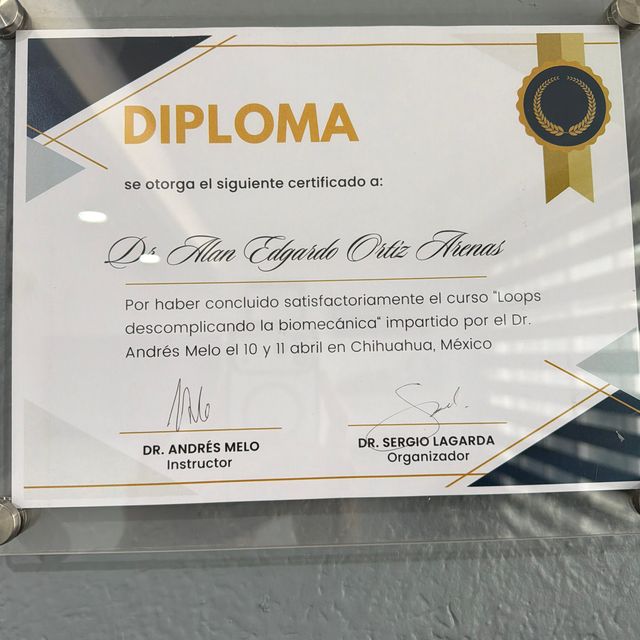 DIPLOMA
se otorga el siguiente certificado a:
Dr Alan Edgardo Ortiz Arenas
Por haber concluido satisfactoriamente el curso "Loops
descomplicando la biomecánica" impartido por el Dr.
Andrés Melo el 10 y 11 abril en Chihuahua, México
DR. ANDRÉS MELO
Instructor
DR. SERGIO LAGARDA
Organizador